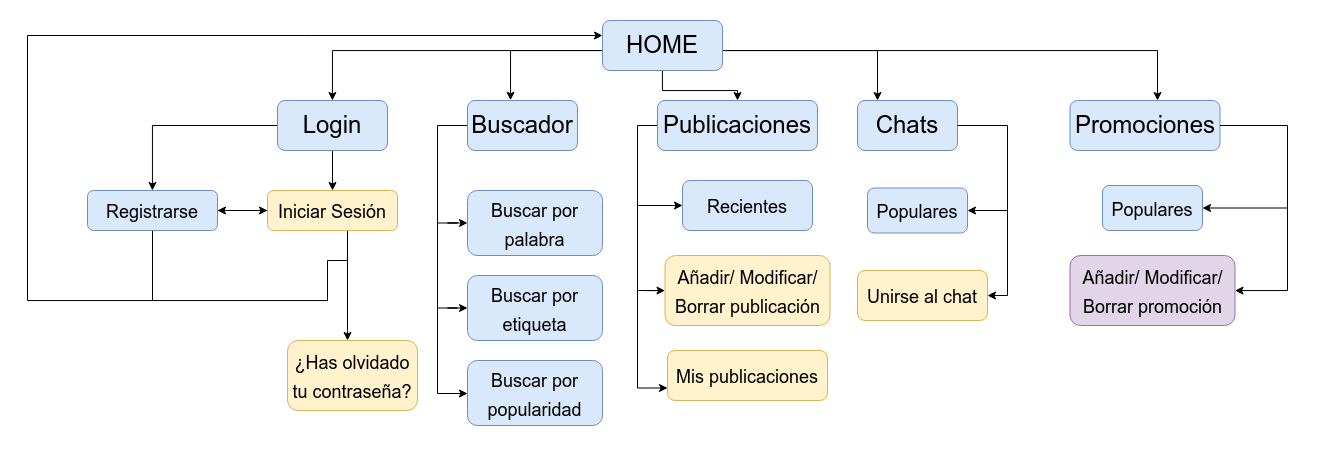 HOME
Login
Buscador
Publicaciones
Chats
Promociones
Registrarse
Iniciar Sesión
¿Has olvidado
tu contraseña?
Buscar por
palabra
Buscar por
etiqueta
Buscar por
popularidad
Recientes
Añadir/ Modificar/
Borrar publicación
Mis publicaciones
Populares
Unirse al chat
Populares
Añadir/ Modificar/
Borrar promoción